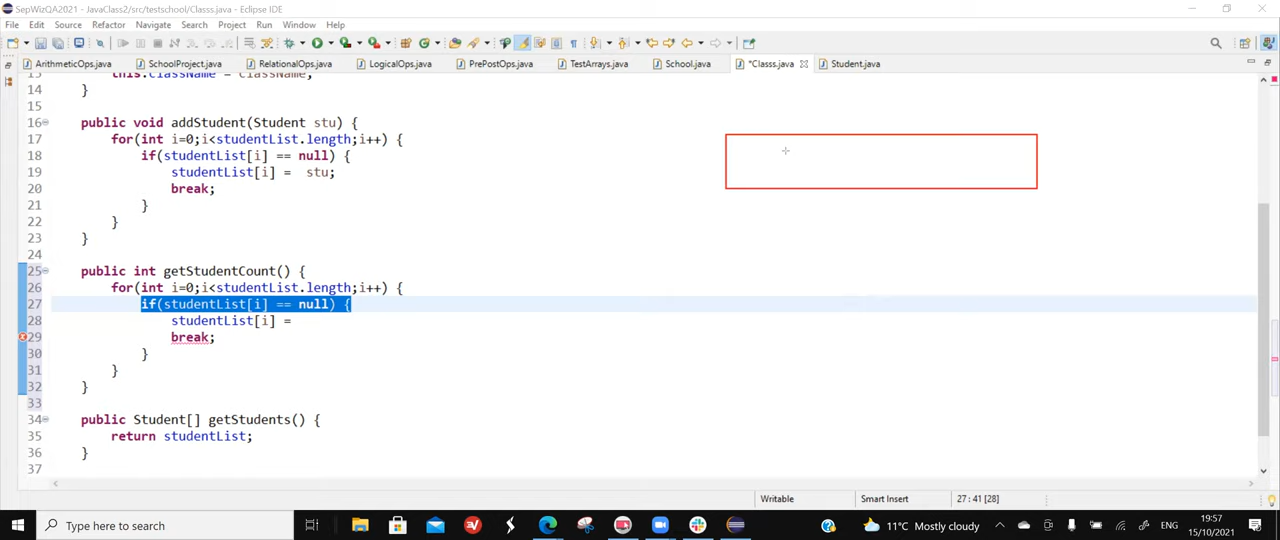 SepWizQA2021 - JavaClass2/src/testschool/Classs.java - Eclipse IDE
File Edit Source Refactor Navigate Search Project Run Window Help
ArithmeticOps.java SchoolProject.java RelationalOps.java LogicalOps.java PrePostOps.java TestArrays.java School.java *Classs.java Student.java
13 this.className = className;
14 }
15
16 public void addStudent(Student stu) {
17 for(int i=0;i<studentList.length;i++) {
18 if(studentList[i] == null) {
19 studentList[i] =  stu;
20 break;
21 }
22 }
23 }
24
25 public int getStudentCount() {
26 for(int i=0;i<studentList.length;i++) {
27 if(studentList[i] == null) {
28 studentList[i] =
29 break;
30 }
31 }
32 }
33
34 public Student[] getStudents() {
35 return studentList;
36 }
37
Writable Smart Insert 27 : 41 [28]
Type here to search 11°C Mostly cloudy ENG 19:57
15/10/2021